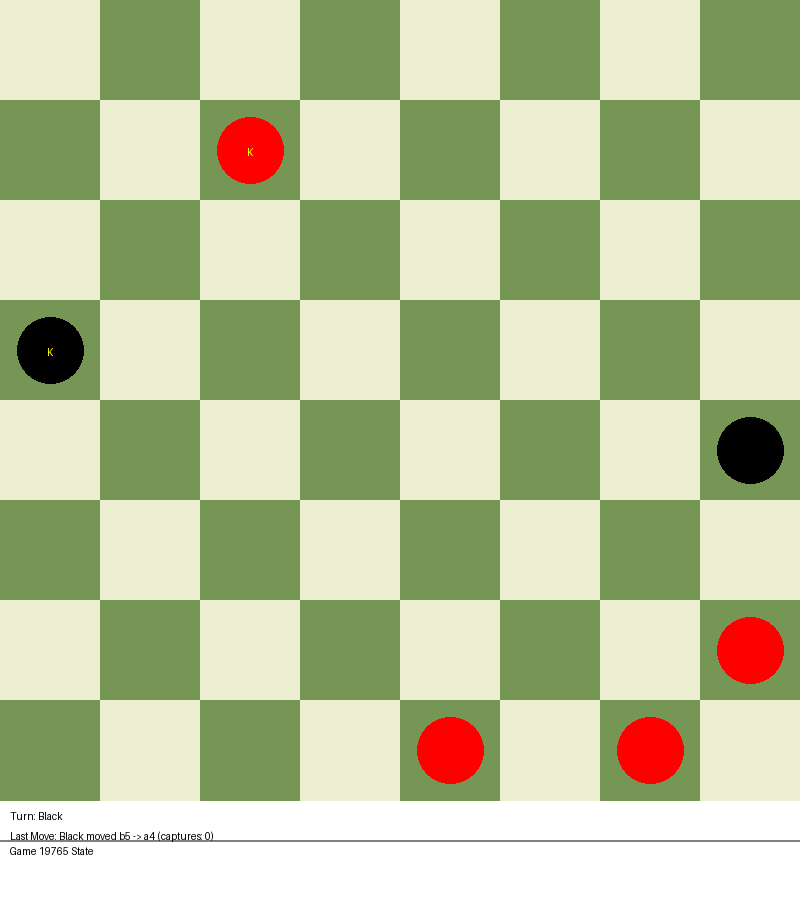 K
K
Turn: Black
Last Move: Black moved b5 -> a4 (captures: 0)
Game 19765 State